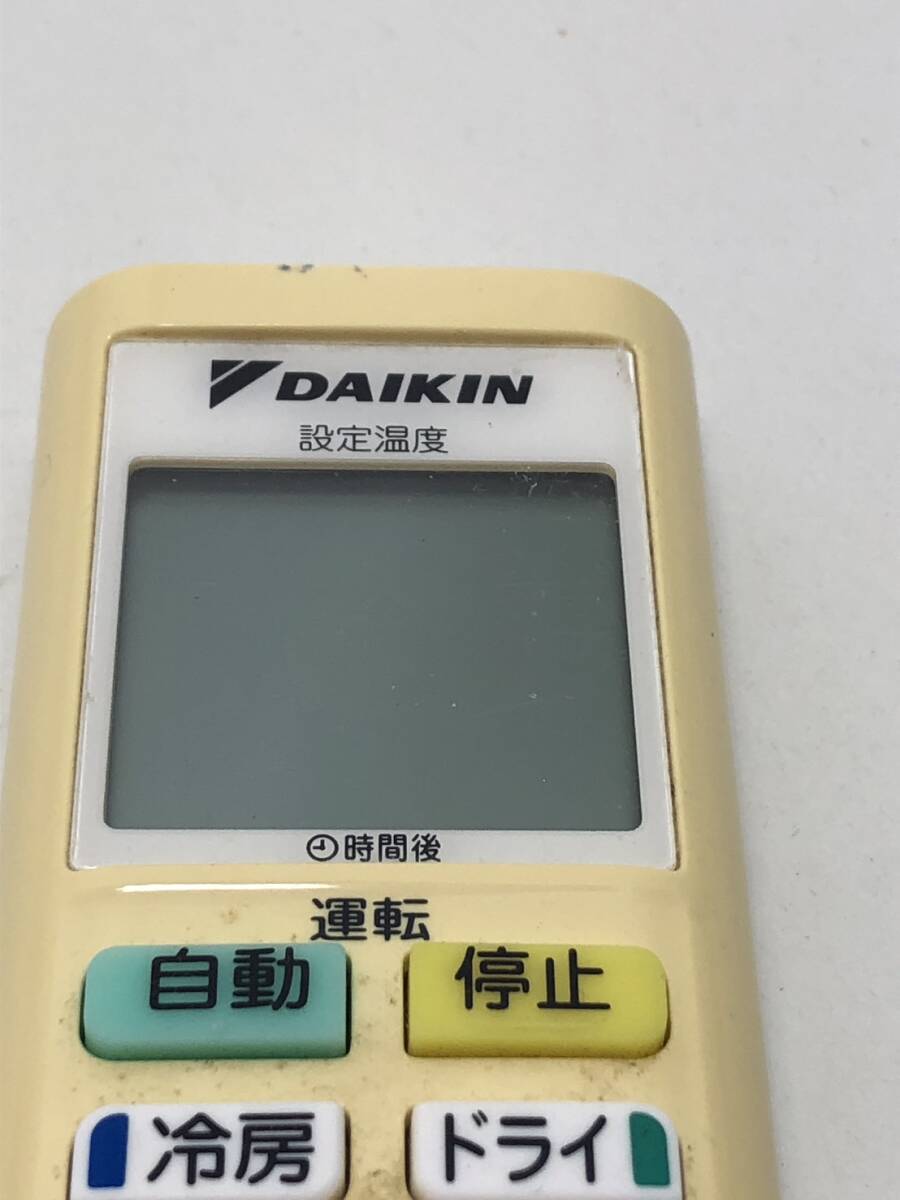 DAIKIN
設定温度
時間後
運転
自動 停止
冷房 ドライ